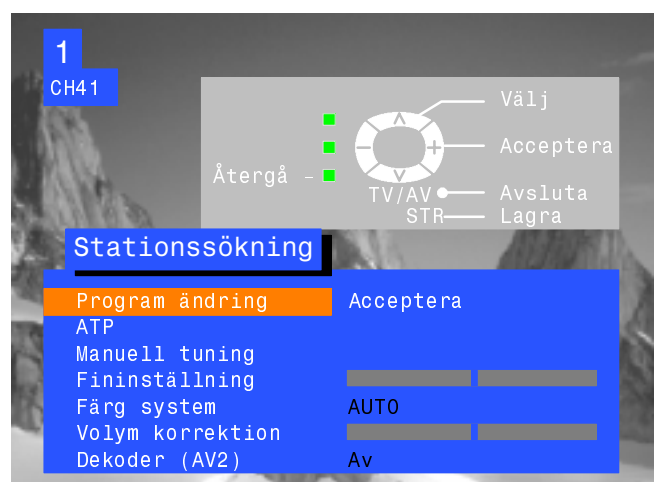 1
CH41
Välj
Acceptera
Återgå –
TV/AV Avsluta
STR Lagra
Stationssökning
Program ändring Acceptera
ATP
Manuell tuning
Fininställning
Färg system AUTO
Volym korrektion
Dekoder (AV2) Av